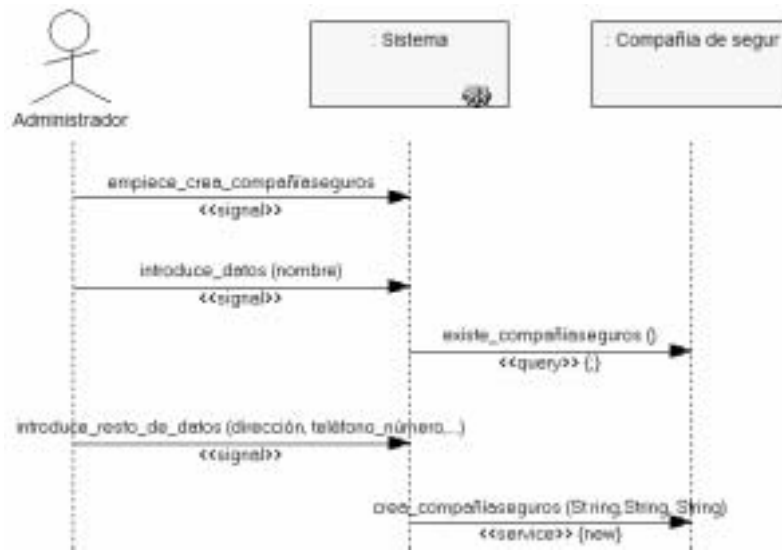 : Sistema
: Compañia de segur
Administrador
empiece_crea_compañiaseguros
<<signal>>
introduce_datos (nombre)
<<signal>>
existe_compañiaseguros ()
<<query>> {;}
introduce_resto_de_datos (dirección, teléfono_número,...)
<<signal>>
crea_compañiaseguros (String,String, String)
<<service>> {new}